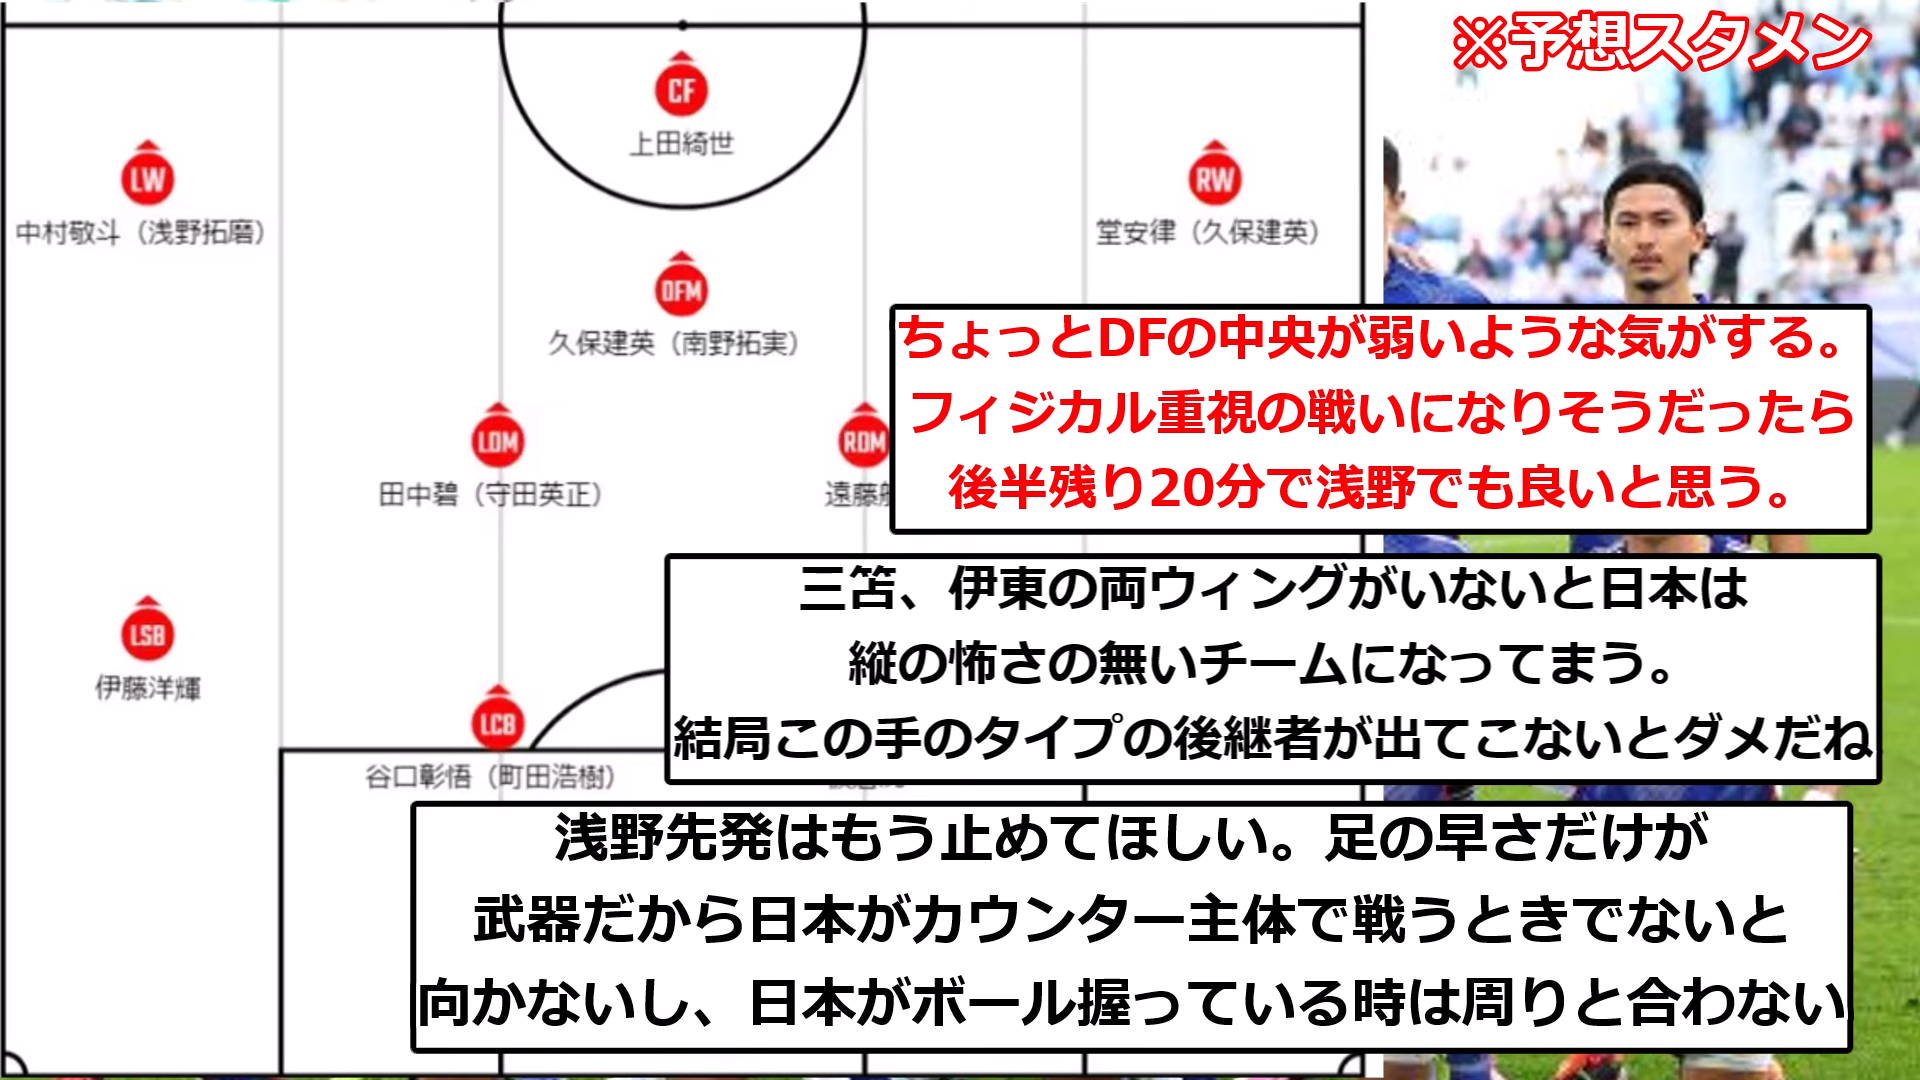 ※予想スタメン
CF
上田綺世
LW
中村敬斗（浅野拓磨）
RW
堂安律（久保建英）
OFM
久保建英（南野拓実）
ちょっとDFの中央が弱いような気がする。
フィジカル重視の戦いになりそうだったら
後半残り20分で浅野でも良いと思う。
LDM
田中碧（守田英正）
RDM
遠藤
三笘、伊東の両ウィングがいないと日本は
縦の怖さの無いチームになってまう。
結局この手のタイプの後継者が出てこないとダメだね
LSB
伊藤洋輝
LCB
谷口彰悟（町田浩樹）
浅野先発はもう止めてほしい。足の早さだけが
武器だから日本がカウンター主体で戦うときでないと
向かないし、日本がボール握っている時は周りと合わない